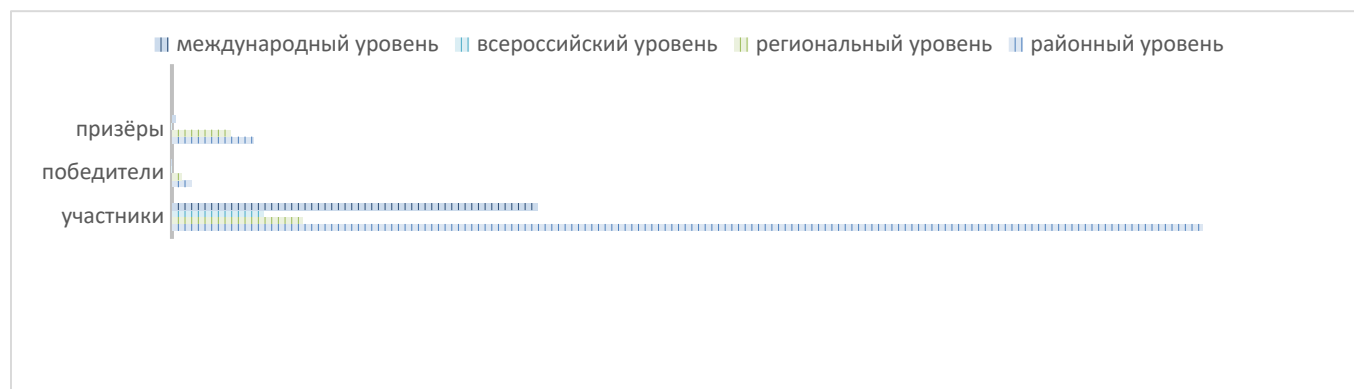 международный уровень всероссийский уровень региональный уровень районный уровень
призёры
победители
участники